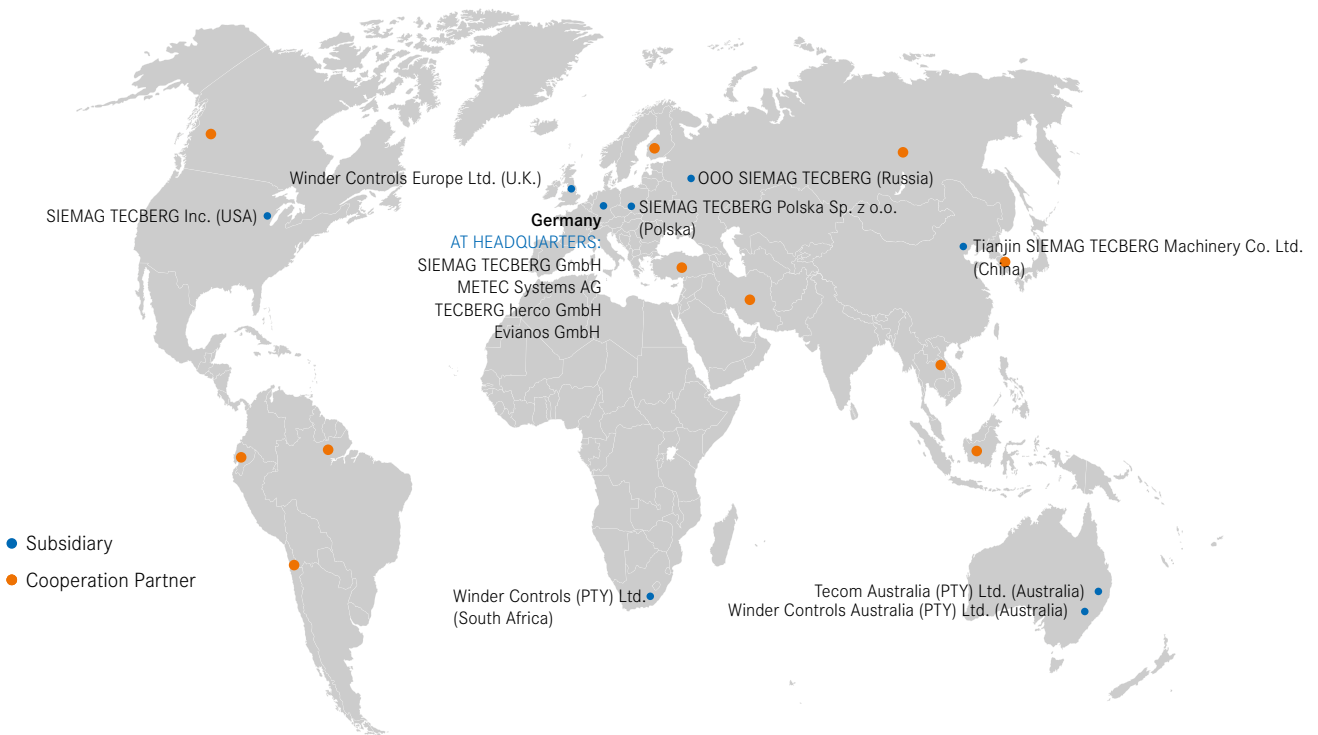 Winder Controls Europe Ltd. (U.K.)
OOO SIEMAG TECBERG (Russia)
SIEMAG TECBERG Inc. (USA)
Germany
AT HEADQUARTERS:
SIEMAG TECBERG GmbH
METEC Systems AG
TECBERG herco GmbH
Evianos GmbH
SIEMAG TECBERG Polska Sp. z o.o.
(Polska)
Tianjin SIEMAG TECBERG Machinery Co. Ltd.
(China)
Subsidiary
Cooperation Partner
Winder Controls (PTY) Ltd.
(South Africa)
Tecom Australia (PTY) Ltd. (Australia)
Winder Controls Australia (PTY) Ltd. (Australia)